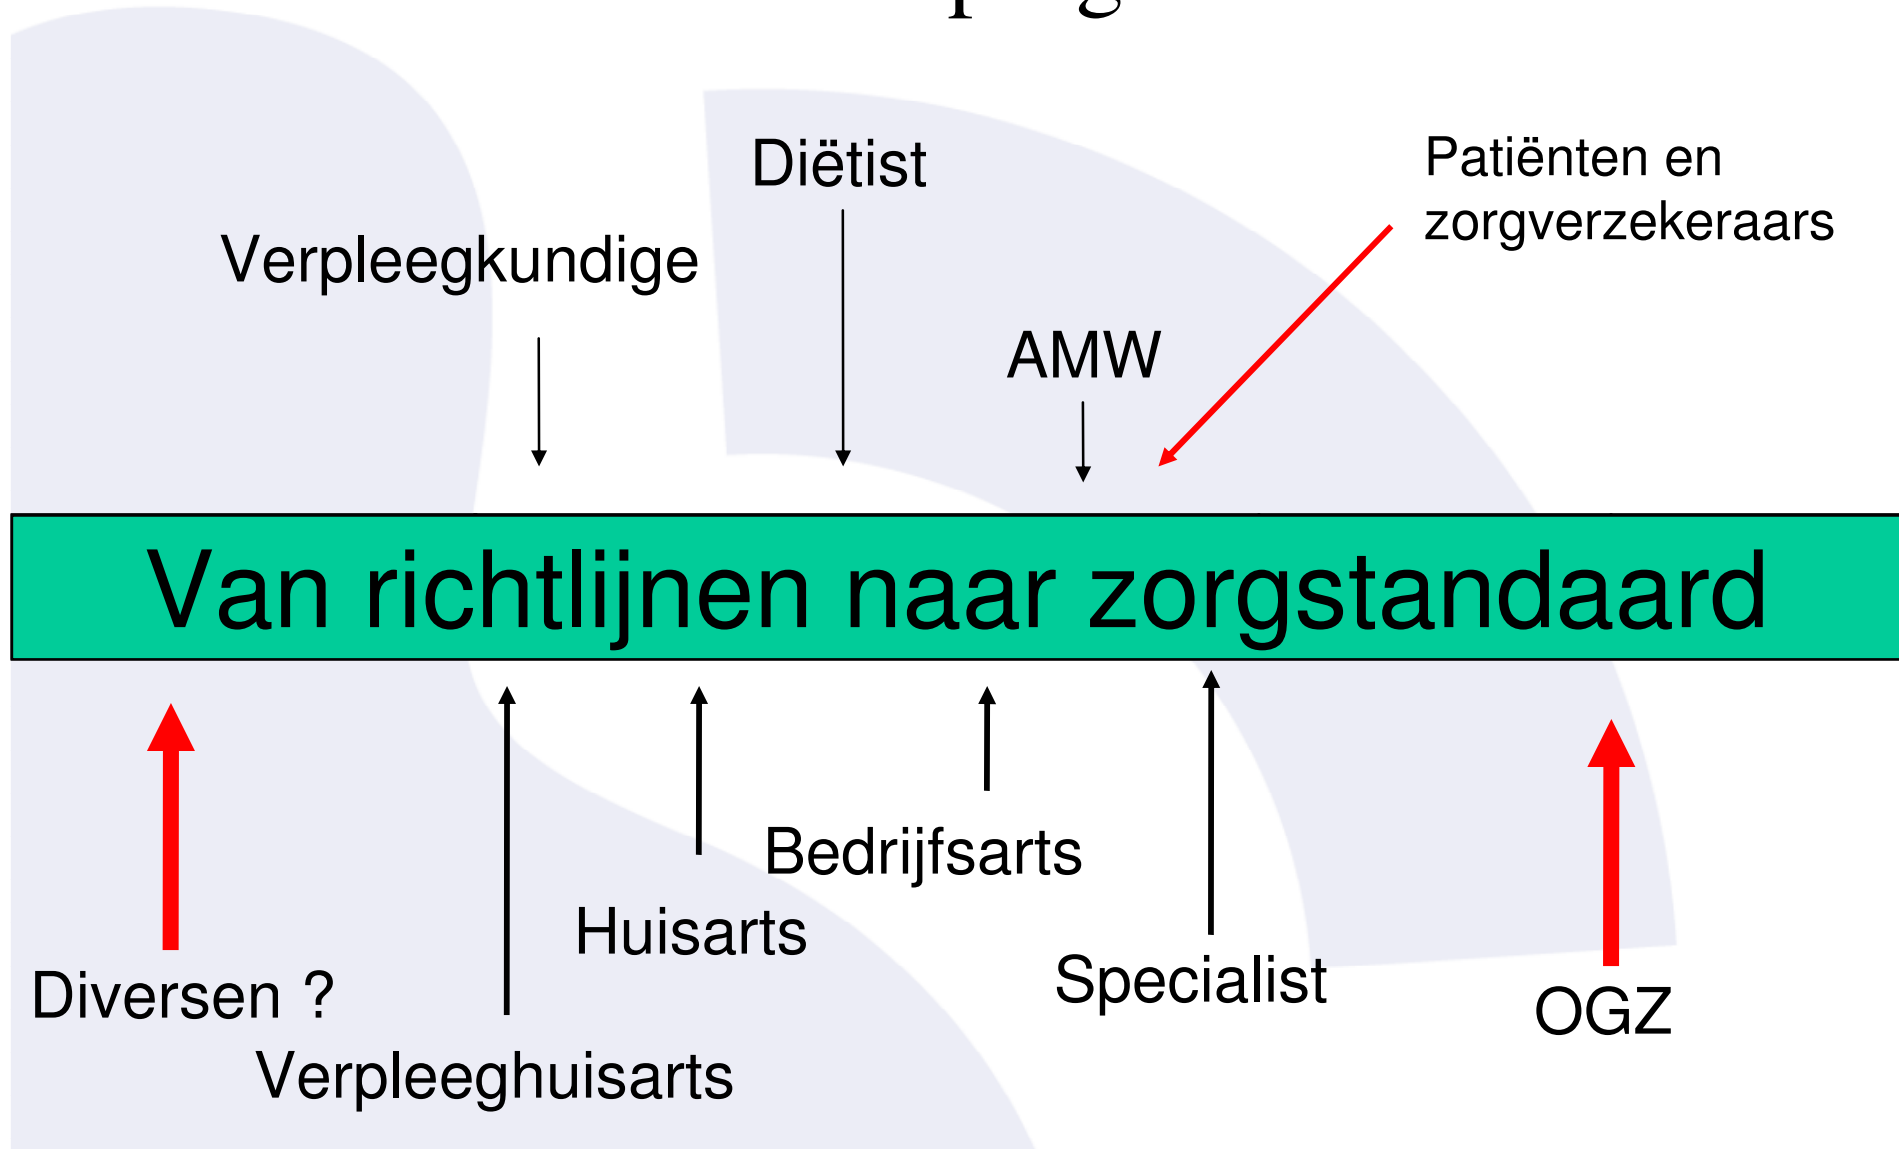 Diëtist
Patiënten en
zorgverzekeraars
Verpleegkundige
AMW
Van richtlijnen naar zorgstandaard
Bedrijfsarts
Huisarts
Specialist
Diversen ?
OGZ
Verpleeghuisarts